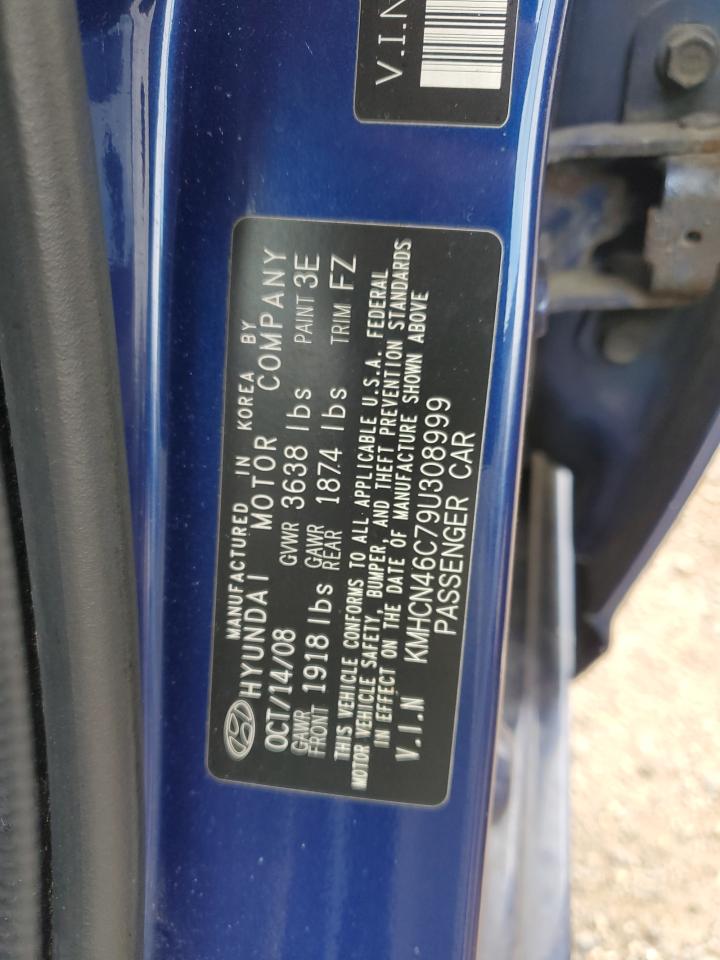 V.I.N
MANUFACTURED IN KOREA BY
HYUNDAI MOTOR COMPANY
OCT/14/08 GVWR 3638 lbs PAINT 3E
GAWR FRONT 1918 lbs GAWR REAR 1874 lbs TRIM FZ
THIS VEHICLE CONFORMS TO ALL APPLICABLE U.S.A. FEDERAL
MOTOR VEHICLE SAFETY, BUMPER, AND THEFT PREVENTION STANDARDS
IN EFFECT ON THE DATE OF MANUFACTURE SHOWN ABOVE
V.I.N KMHCN46C79U308999
PASSENGER CAR